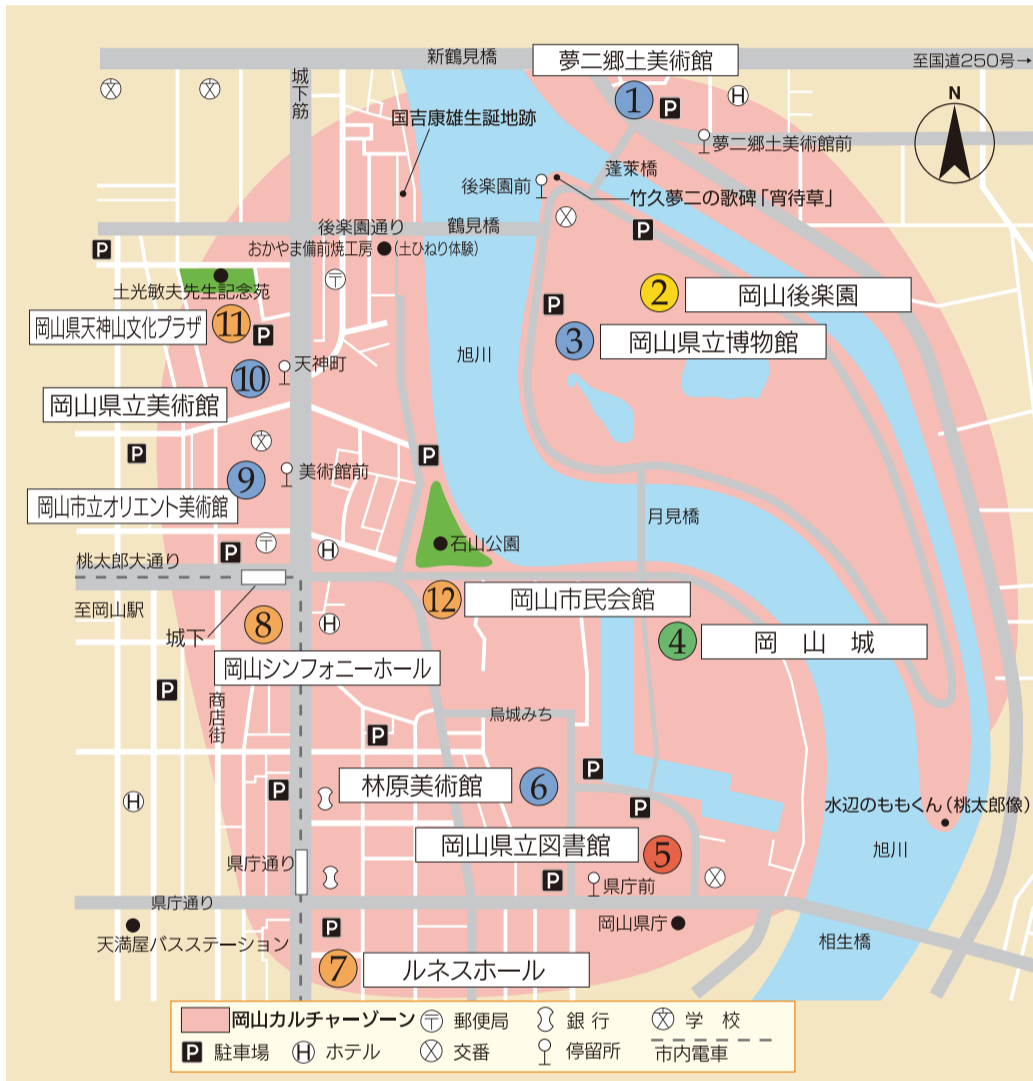 新鶴見橋
夢二郷土美術館
至国道250号→
城下筋
文
文
1
P
H
N
国吉康雄生誕地跡
夢二郷土美術館前
蓬莱橋
後楽園前
竹久夢二の歌碑「宵待草」
後楽園通り
鶴見橋
P
P
おかやま備前焼工房
(土ひねり体験)
土光敏夫先生記念苑
〒
2
岡山後楽園
岡山県天神山文化プラザ
11
P
P
3
岡山県立博物館
旭川
10
天神町
岡山県立美術館
文
P
P
9
美術館前
岡山市立オリエント美術館
月見橋
桃太郎大通り
P
〒
H
石山公園
至岡山駅
城下
8
H
12
岡山市民会館
4
岡山城
岡山シンフォニーホール
P
商店街
烏城みち
P
P
林原美術館
6
P
P
H
水辺のももくん(桃太郎像)
岡山県立図書館
5
旭川
県庁通り
P
県庁前
文
県庁通り
天満屋バスステーション
P
岡山県庁
相生橋
7
ルネスホール
岡山カルチャーゾーン
〒 郵便局
銀行
文 学校
P 駐車場
H ホテル
交番
停留所
市内電車